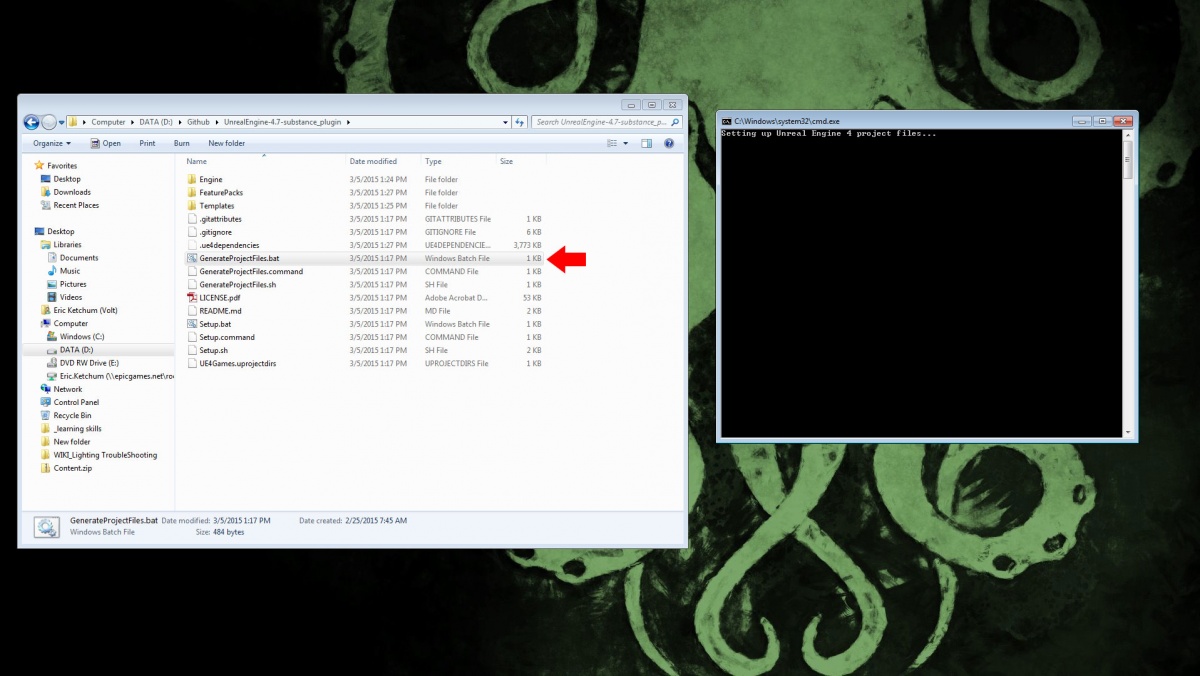 Computer ▸ DATA (D:) ▸ Github ▸ UnrealEngine-4.7-substance_plugin ▸
Search UnrealEngine-4.7-substance_p...
Organize ▾ Open Print Burn New folder
Name Date modified Type Size
Favorites
Desktop
Downloads
Recent Places
Desktop
Libraries
Documents
Music
Pictures
Videos
Eric Ketchum (Volt)
Computer
Windows (C:)
DATA (D:)
DVD RW Drive (E:)
Eric.Ketchum (\\epicgames.net\ro
Network
Control Panel
Recycle Bin
_learning skills
New folder
WIKI_Lighting TroubleShooting
Content.zip
Engine 3/5/2015 1:24 PM File folder
FeaturePacks 3/5/2015 1:27 PM File folder
Templates 3/5/2015 1:25 PM File folder
.gitattributes 3/5/2015 1:17 PM GITATTRIBUTES File 1 KB
.gitignore 3/5/2015 1:17 PM GITIGNORE File 6 KB
.ue4dependencies 3/5/2015 1:27 PM UE4DEPENDENCIE... 3,773 KB
GenerateProjectFiles.bat 3/5/2015 1:17 PM Windows Batch File 1 KB
GenerateProjectFiles.command 3/5/2015 1:17 PM COMMAND File 1 KB
GenerateProjectFiles.sh 3/5/2015 1:17 PM SH File 1 KB
LICENSE.pdf 3/5/2015 1:17 PM Adobe Acrobat D... 53 KB
README.md 3/5/2015 1:17 PM MD File 2 KB
Setup.bat 3/5/2015 1:17 PM Windows Batch File 1 KB
Setup.command 3/5/2015 1:17 PM COMMAND File 1 KB
Setup.sh 3/5/2015 1:17 PM SH File 2 KB
UE4Games.uprojectdirs 3/5/2015 1:17 PM UPROJECTDIRS File 1 KB
GenerateProjectFiles.bat Date modified: 3/5/2015 1:17 PM Date created: 2/25/2015 7:45 AM
Windows Batch File Size: 484 bytes
C:\Windows\system32\cmd.exe
Setting up Unreal Engine 4 project files...